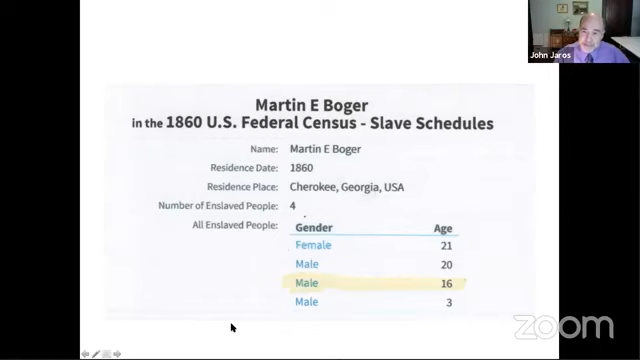 John Jaros
Martin E Boger
in the 1860 U.S. Federal Census - Slave Schedules
Name: Martin E Boger
Residence Date: 1860
Residence Place: Cherokee, Georgia, USA
Number of Enslaved People: 4
All Enslaved People: Gender Age
Female 21
Male 20
Male 16
Male 3
zoom